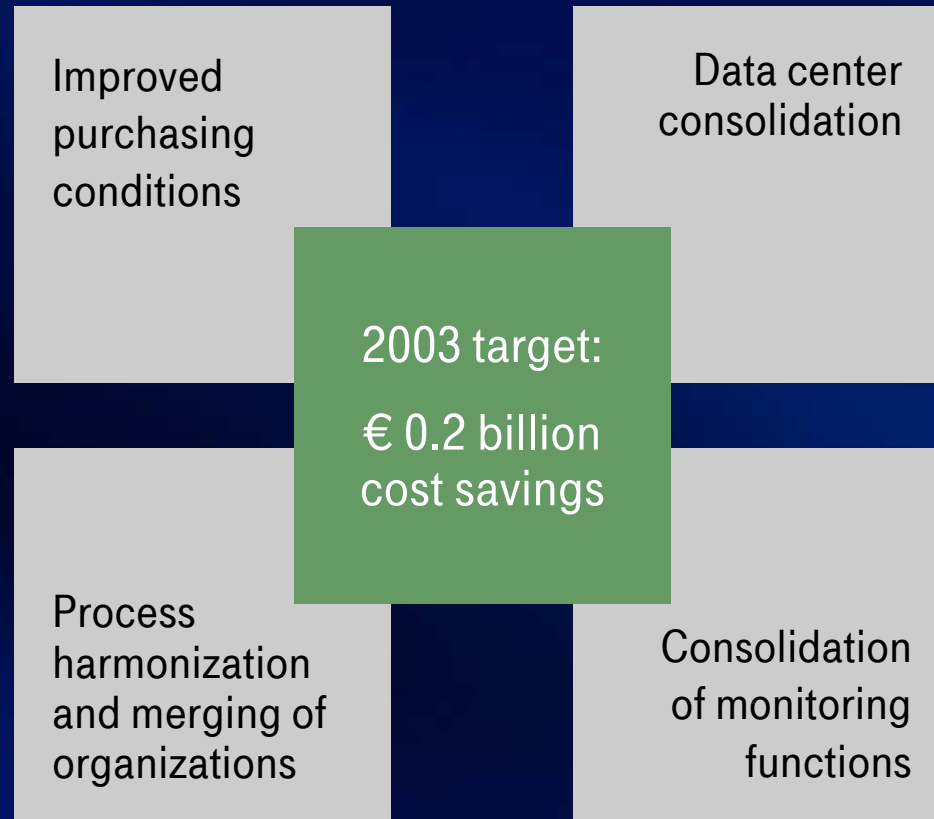 Improved
purchasing
conditions
Data center
consolidation
2003 target:
€ 0.2 billion
cost savings
Process
harmonization
and merging of
organizations
Consolidation
of monitoring
functions